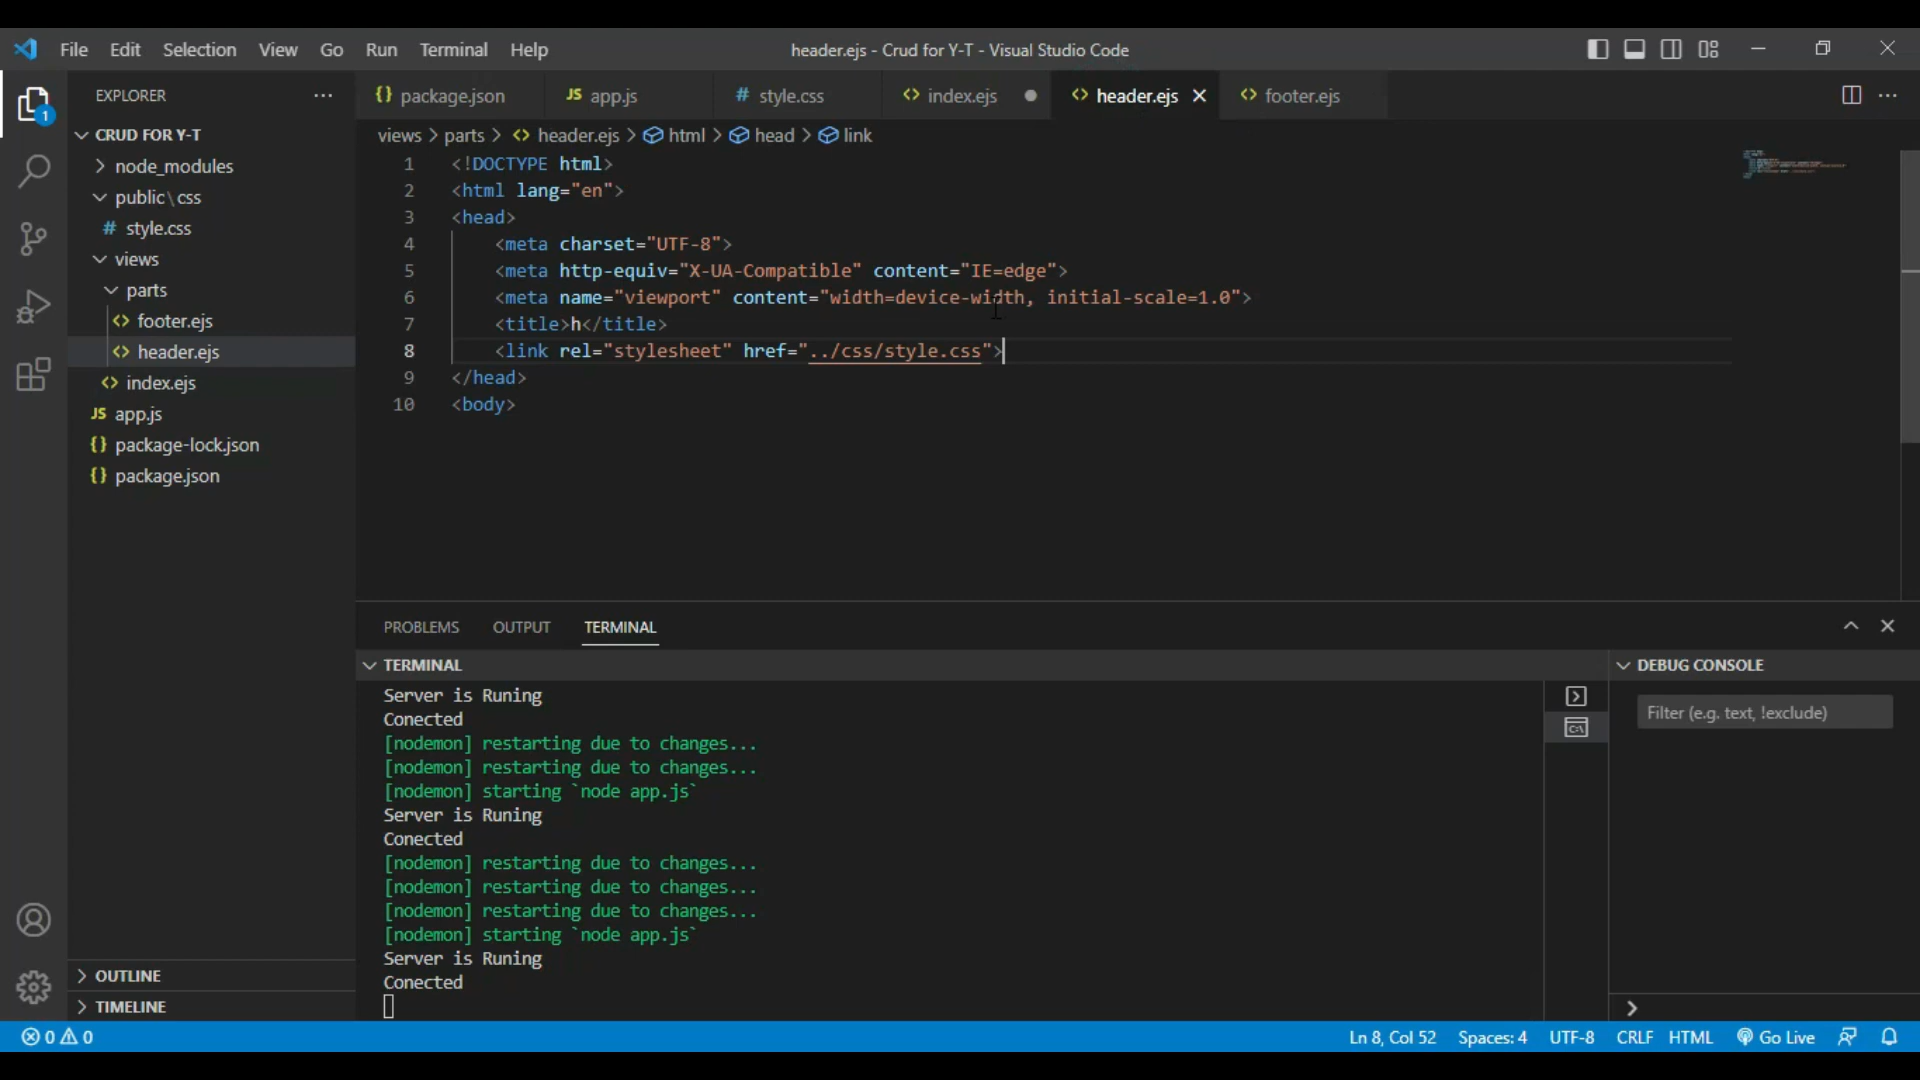 File Edit Selection View Go Run Terminal Help
header.ejs - Crud for Y-T - Visual Studio Code
1
EXPLORER
CRUD FOR Y-T
node_modules
public\css
# style.css
views
parts
<> footer.ejs
<> header.ejs
<> index.ejs
JS app.js
{} package-lock.json
{} package.json
OUTLINE
TIMELINE
{} package.json
JS app.js
# style.css
<> index.ejs
<> header.ejs
<> footer.ejs
views > parts > <> header.ejs > html > head > link
1 <!DOCTYPE html>
2 <html lang="en">
3 <head>
4 <meta charset="UTF-8">
5 <meta http-equiv="X-UA-Compatible" content="IE=edge">
6 <meta name="viewport" content="width=device-width, initial-scale=1.0">
7 <title>h</title>
8 <link rel="stylesheet" href="../css/style.css">
9 </head>
10 <body>
PROBLEMS OUTPUT TERMINAL
TERMINAL
Server is Runing
Conected
[nodemon] restarting due to changes...
[nodemon] restarting due to changes...
[nodemon] starting `node app.js`
Server is Runing
Conected
[nodemon] restarting due to changes...
[nodemon] restarting due to changes...
[nodemon] restarting due to changes...
[nodemon] starting `node app.js`
Server is Runing
Conected
DEBUG CONSOLE
Filter (e.g. text, !exclude)
0 0
Ln 8, Col 52 Spaces: 4 UTF-8 CRLF HTML Go Live